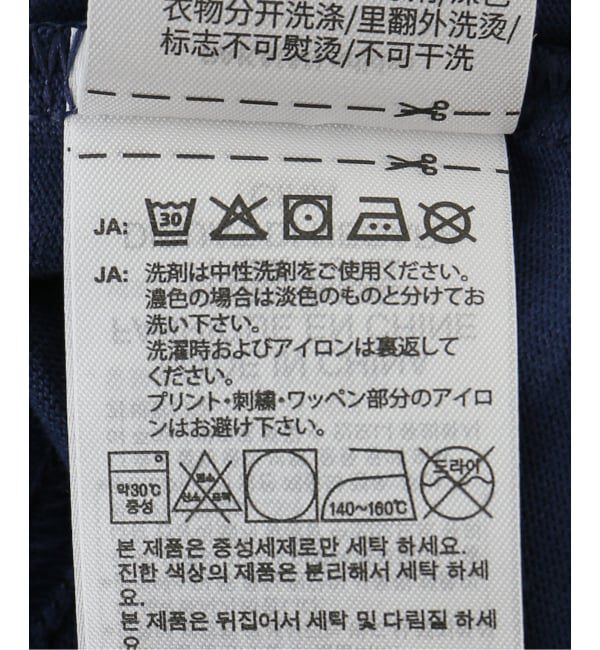 衣物分开洗涤/里翻外洗烫/
标志不可熨烫/不可干洗
JA: 30
JA: 洗剤は中性洗剤をご使用ください。
濃色の場合は淡色のものと分けてお
洗い下さい。
洗濯時およびアイロンは裏返して
ください。
プリント・刺繍・ワッペン部分のアイロ
ンはお避け下さい。
약30℃ 중성 염소 산소 표백 140~160℃ 드라이
본 제품은 중성세제로만 세탁 하세요.
진한 색상의 제품은 분리해서 세탁 하세
요.
본 제품은 뒤집어서 세탁 및 다림질 하세
요